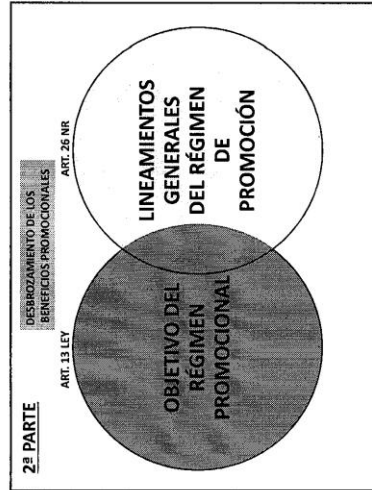 2ª PARTE
DESBROZAMIENTO DE LOS
BENEFICIOS PROMOCIONALES
ART. 13 LEY
ART. 26 NR
OBJETIVO DEL
RÉGIMEN
PROMOCIONAL
LINEAMIENTOS
GENERALES
DEL RÉGIMEN
DE
PROMOCIÓN